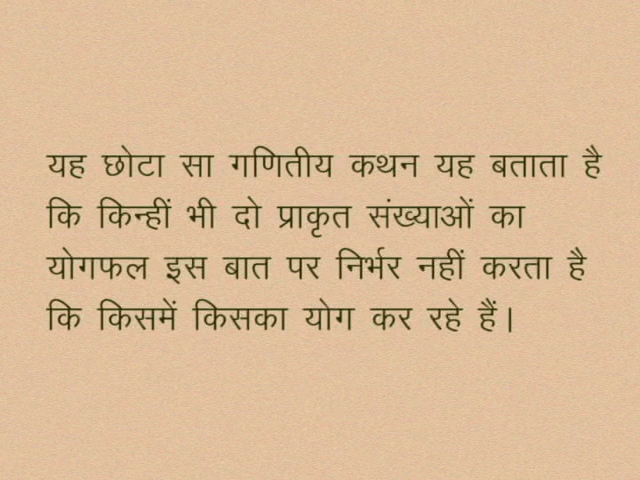 यह छोटा सा गणितीय कथन यह बताता है
कि किन्हीं भी दो प्राकृत संख्याओं का
योगफल इस बात पर निर्भर नहीं करता है
कि किसमें किसका योग कर रहे हैं।